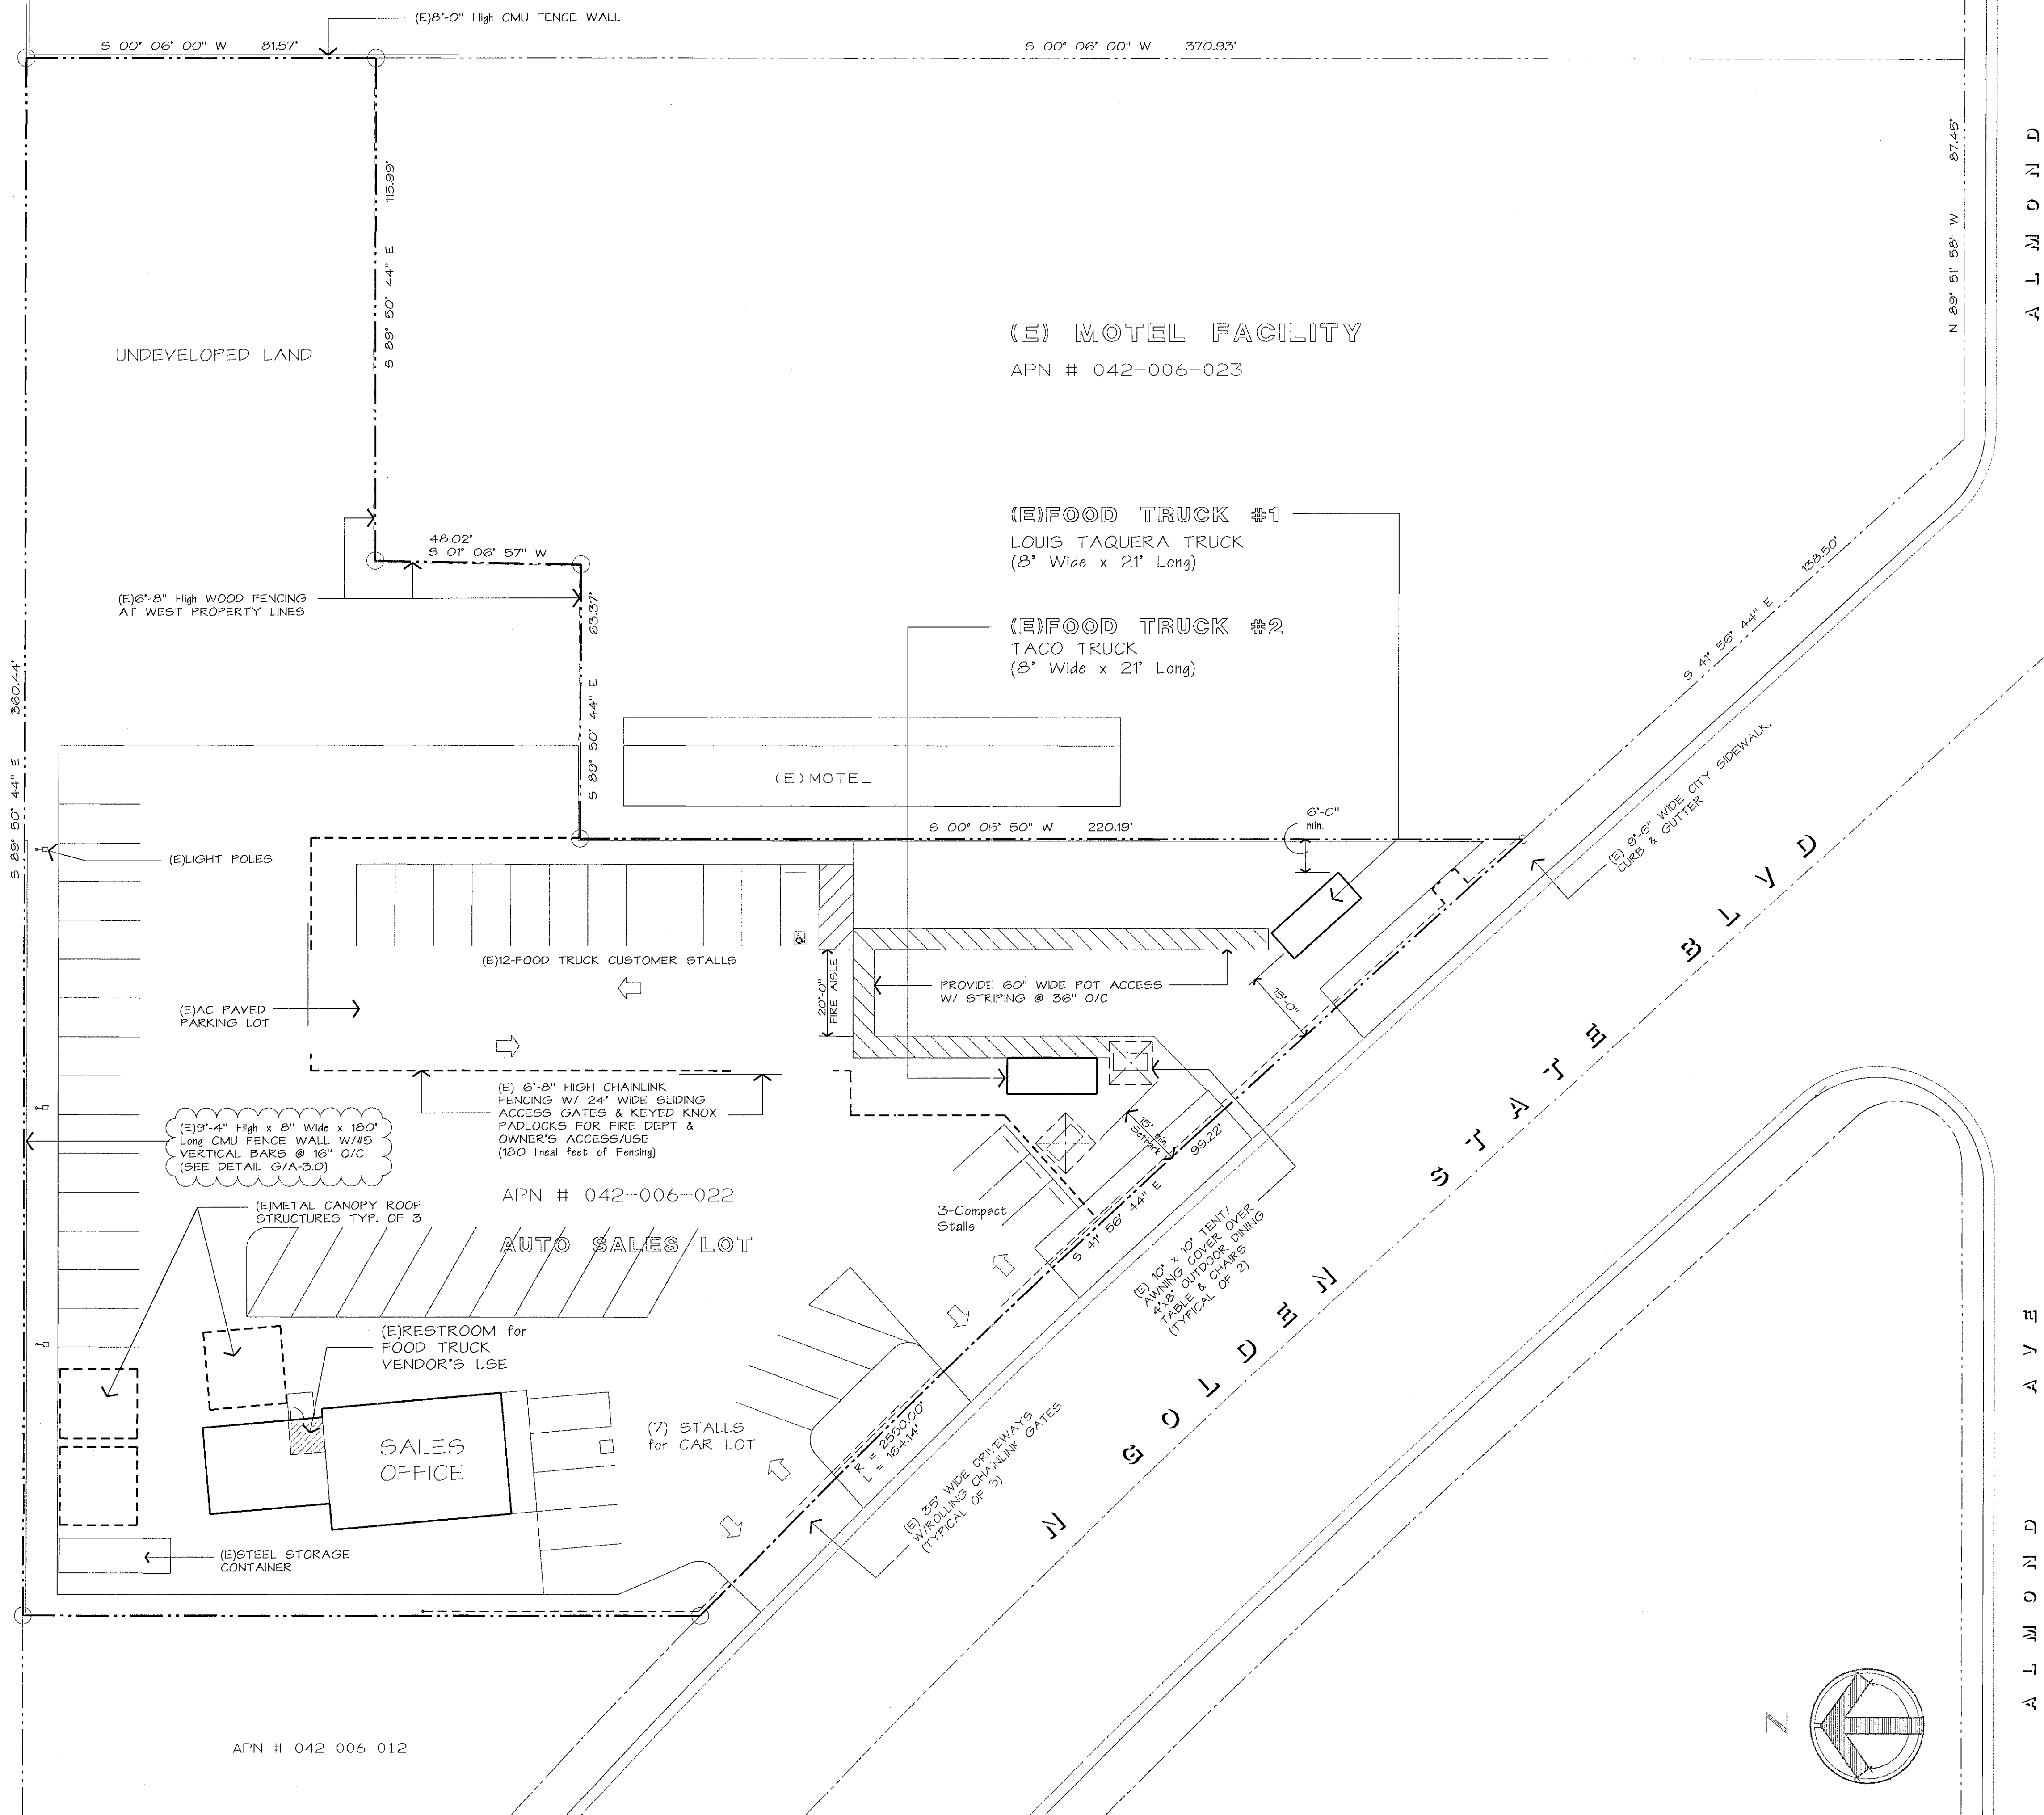 (E)8'-0" High CMU FENCE WALL
S 00° 06' 00" W 81.57'
S 00° 06' 00" W 370.93'
N 89° 51' 58" W 87.45'
ALMOND
S 89° 50' 44" E 115.99'
UNDEVELOPED LAND
(E) MOTEL FACILITY
APN # 042-006-023
(E)FOOD TRUCK #1
LOUIS TAQUERA TRUCK
(8' Wide x 21' Long)
48.02'
S 01° 06' 57" W
138.50'
S 41° 56' 44" E
(E)6'-8" High WOOD FENCING
AT WEST PROPERTY LINES
(E)FOOD TRUCK #2
TACO TRUCK
(8' Wide x 21' Long)
S 89° 50' 44" E 63.37'
S 89° 50' 44" E 360.44'
(E)MOTEL
(E) 9'-6" WIDE CITY SIDEWALK,
CURB & GUTTER
S 00° 05' 50" W 220.19'
6'-0"
min.
(E)LIGHT POLES
(E)12-FOOD TRUCK CUSTOMER STALLS
20'-0"
FIRE AISLE
PROVIDE 60" WIDE POT ACCESS
W/ STRIPING @ 36" O/C
15'-0"
(E)AC PAVED
PARKING LOT
(E) 6'-8" HIGH CHAINLINK
FENCING W/ 24' WIDE SLIDING
ACCESS GATES & KEYED KNOX
PADLOCKS FOR FIRE DEPT &
OWNER'S ACCESS/USE
(180 lineal feet of Fencing)
(E)9'-4" High x 8" Wide x 180'
Long CMU FENCE WALL W/#5
VERTICAL BARS @ 16" O/C
(SEE DETAIL G/A-3.0)
15' min.
Setback
99.22'
S 41° 56' 44" E
APN # 042-006-022
AUTO SALES LOT
(E)METAL CANOPY ROOF
STRUCTURES TYP. OF 3
3-Compact
Stalls
(E) 10' x 10' TENT/
AWNING COVER OVER
4'x8' OUTDOOR DINING
TABLE & CHAIRS
(TYPICAL OF 2)
(E)RESTROOM for
FOOD TRUCK
VENDOR'S USE
SALES
OFFICE
(7) STALLS
for CAR LOT
R = 2550.00'
L = 164.14'
(E) 35' WIDE DRIVEWAYS
W/ROLLING CHAINLINK GATES
(TYPICAL OF 3)
N GOLDEN STATE BLVD
(E)STEEL STORAGE
CONTAINER
ALMOND AVE
APN # 042-006-012
N